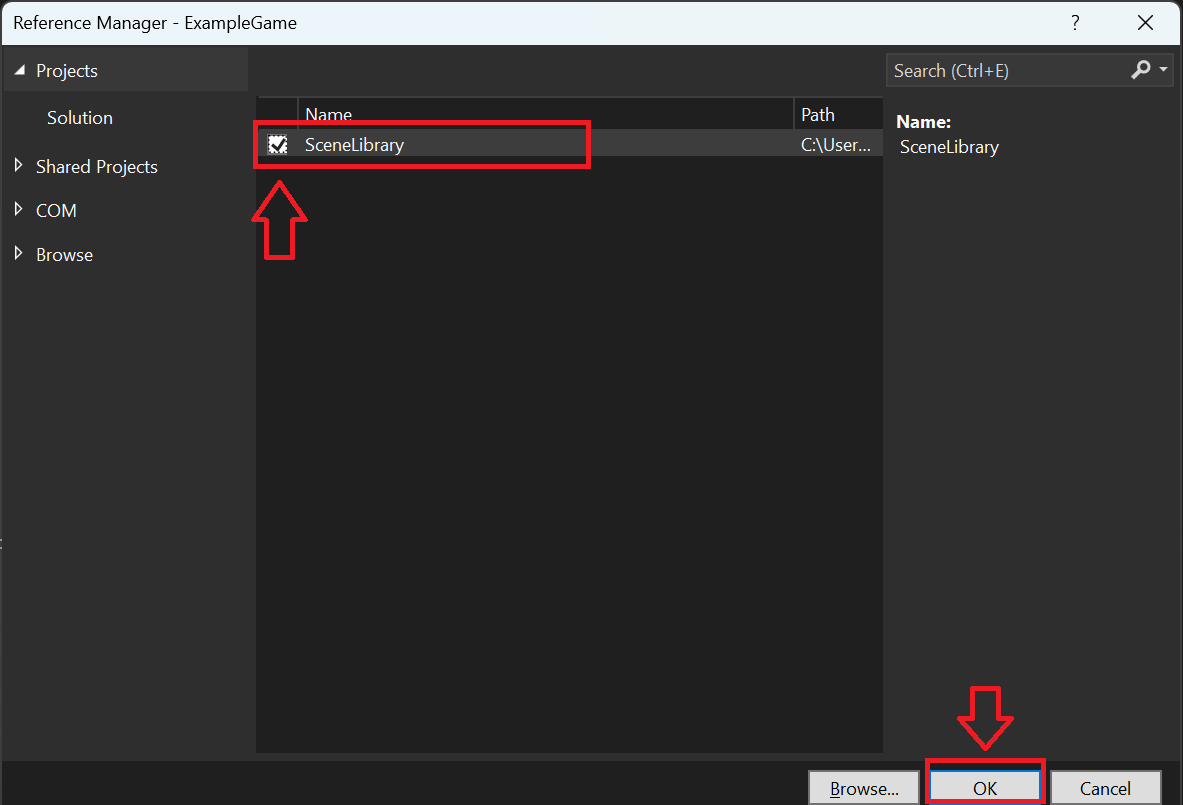 Reference Manager - ExampleGame
?
Projects
Search (Ctrl+E)
Solution
Shared Projects
COM
Browse
Name Path
SceneLibrary C:\User...
Name:
SceneLibrary
Browse... OK Cancel